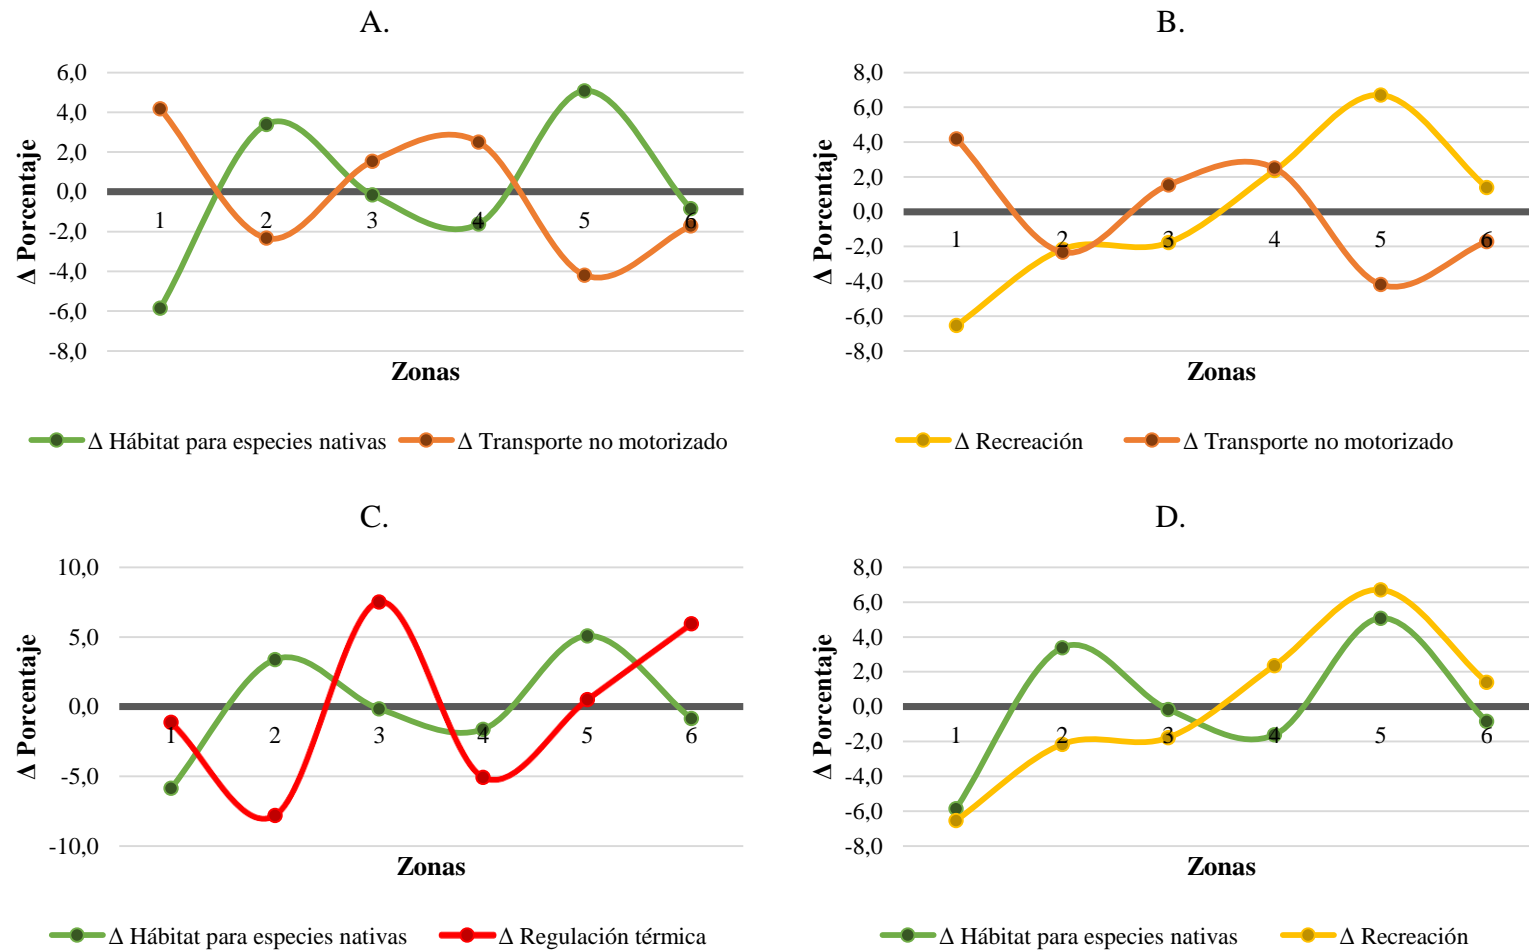 A.
6,0
4,0
2,0
0,0
-2,0
-4,0
-6,0
-8,0
Δ Porcentaje
1 2 3 4 5 6
Zonas
Δ Hábitat para especies nativas Δ Transporte no motorizado
B.
8,0
6,0
4,0
2,0
0,0
-2,0
-4,0
-6,0
-8,0
Δ Porcentaje
1 2 3 4 5 6
Zonas
Δ Recreación Δ Transporte no motorizado
C.
10,0
5,0
0,0
-5,0
-10,0
Δ Porcentaje
1 2 3 4 5 6
Zonas
Δ Hábitat para especies nativas Δ Regulación térmica
D.
8,0
6,0
4,0
2,0
0,0
-2,0
-4,0
-6,0
-8,0
Δ Porcentaje
1 2 3 4 5 6
Zonas
Δ Hábitat para especies nativas Δ Recreación